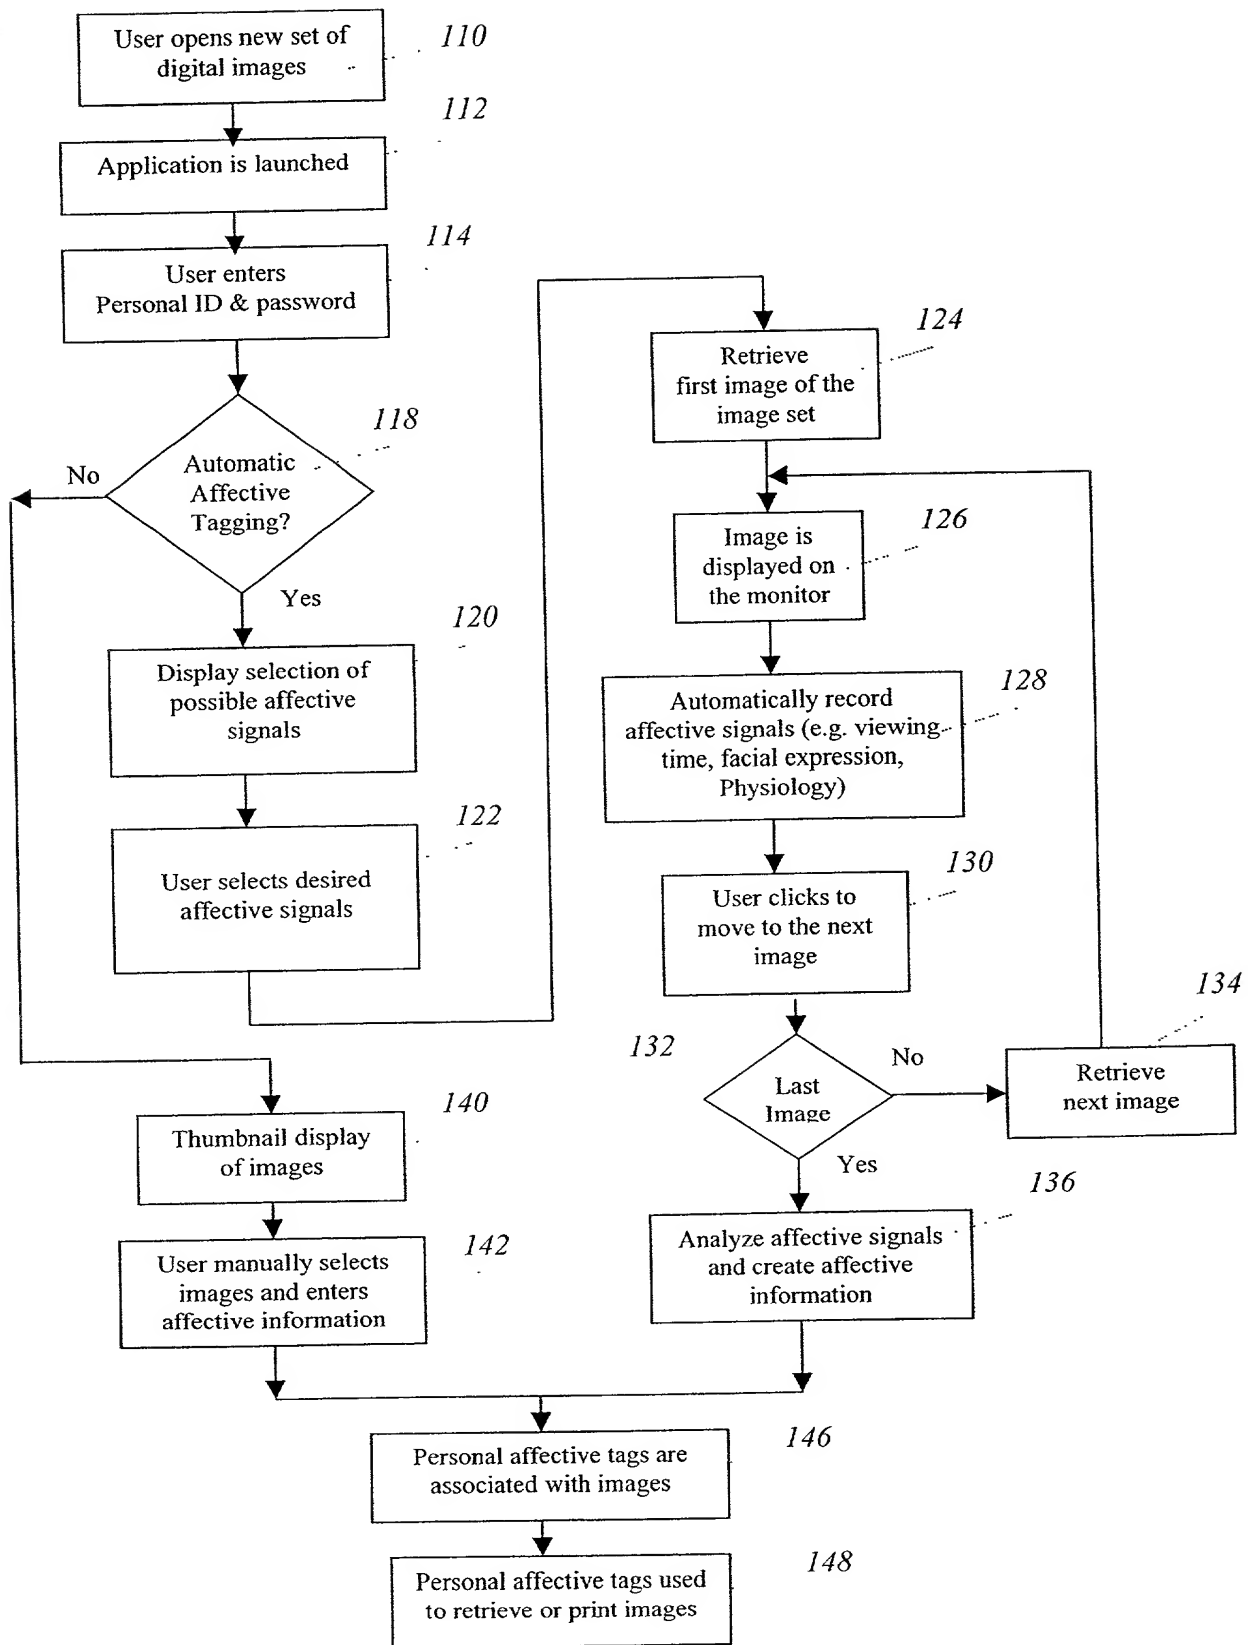 User opens new set of
digital images
110
Application is launched
112
User enters
Personal ID & password
114
Automatic
Affective
Tagging?
118
No
Yes
Display selection of
possible affective
signals
120
User selects desired
affective signals
122
Retrieve
first image of the
image set
124
Image is
displayed on
the monitor
126
Automatically record
affective signals (e.g. viewing
time, facial expression,
Physiology)
128
User clicks to
move to the next
image
130
132
Last
Image
No
Yes
Retrieve
next image
134
Analyze affective signals
and create affective
information
136
Thumbnail display
of images
140
User manually selects
images and enters
affective information
142
Personal affective tags are
associated with images
146
Personal affective tags used
to retrieve or print images
148